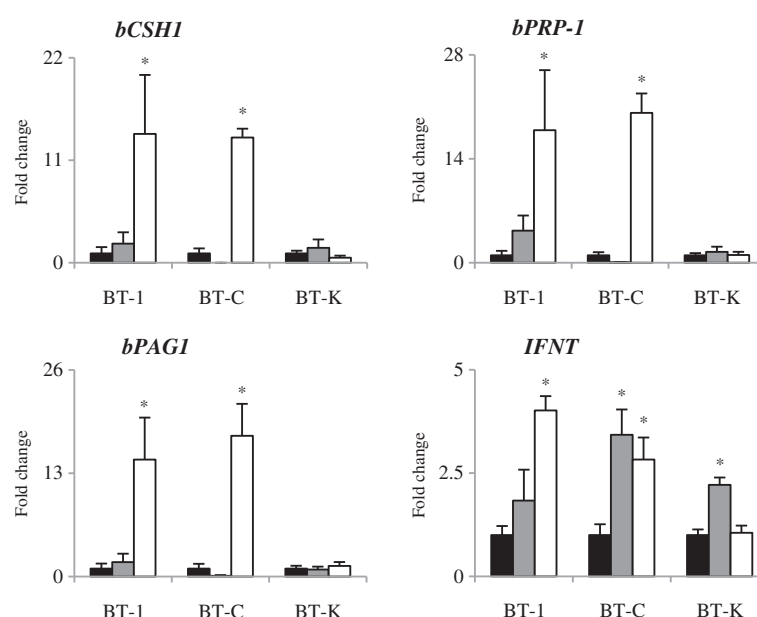 bCSH1
22
11
0
Fold change
*
*
BT-1 BT-C BT-K
bPRP-1
28
14
0
Fold change
*
*
BT-1 BT-C BT-K
bPAG1
26
13
0
Fold change
*
*
BT-1 BT-C BT-K
IFNT
5
2.5
0
Fold change
*
*
*
*
BT-1 BT-C BT-K